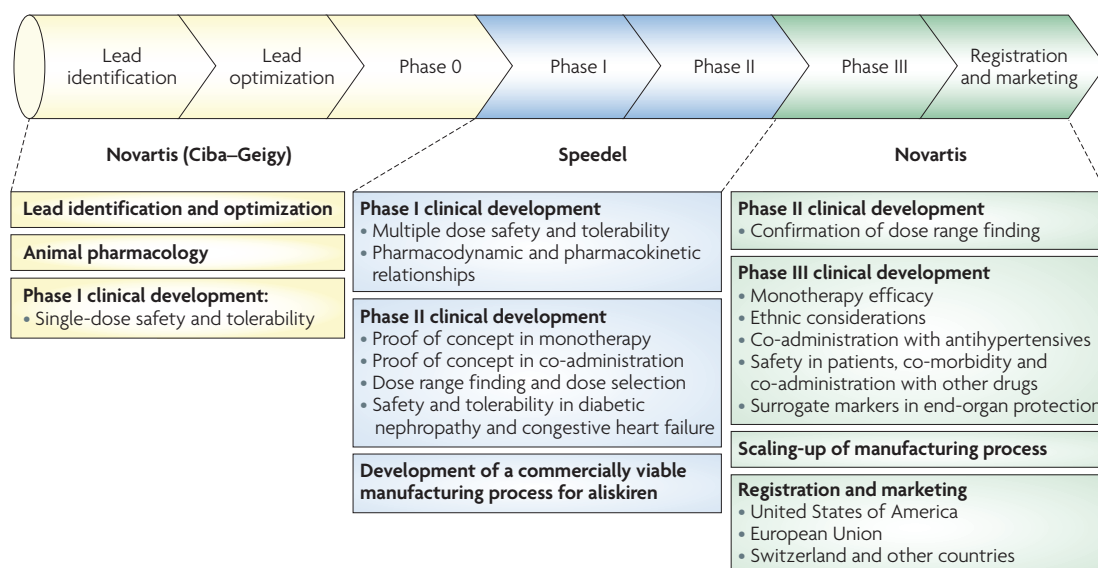 Lead
identification
Lead
optimization
Phase 0
Phase I
Phase II
Phase III
Registration
and marketing
Novartis (Ciba–Geigy)
Speedel
Novartis
Lead identification and optimization
Animal pharmacology
Phase I clinical development:
• Single-dose safety and tolerability
Phase I clinical development
• Multiple dose safety and tolerability
• Pharmacodynamic and pharmacokinetic
relationships
Phase II clinical development
• Proof of concept in monotherapy
• Proof of concept in co-administration
• Dose range finding and dose selection
• Safety and tolerability in diabetic
nephropathy and congestive heart failure
Development of a commercially viable
manufacturing process for aliskiren
Phase II clinical development
• Confirmation of dose range finding
Phase III clinical development
• Monotherapy efficacy
• Ethnic considerations
• Co-administration with antihypertensives
• Safety in patients, co-morbidity and
co-administration with other drugs
• Surrogate markers in end-organ protection
Scaling-up of manufacturing process
Registration and marketing
• United States of America
• European Union
• Switzerland and other countries